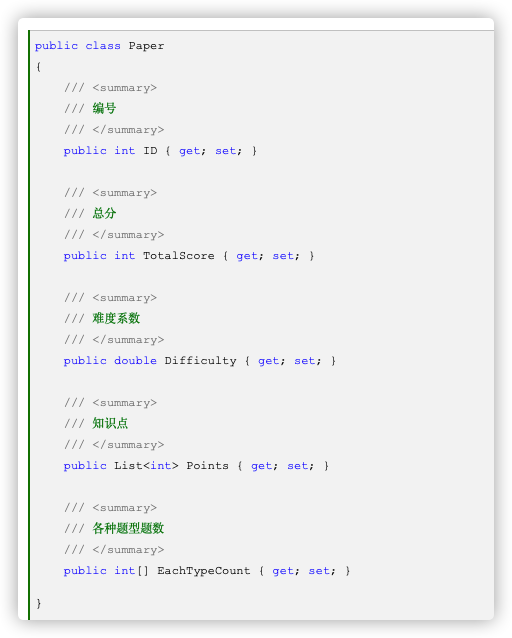 public class Paper
{
    /// <summary>
    /// 编号
    /// </summary>
    public int ID { get; set; }

    /// <summary>
    /// 总分
    /// </summary>
    public int TotalScore { get; set; }

    /// <summary>
    /// 难度系数
    /// </summary>
    public double Difficulty { get; set; }

    /// <summary>
    /// 知识点
    /// </summary>
    public List<int> Points { get; set; }

    /// <summary>
    /// 各种题型题数
    /// </summary>
    public int[] EachTypeCount { get; set; }

}